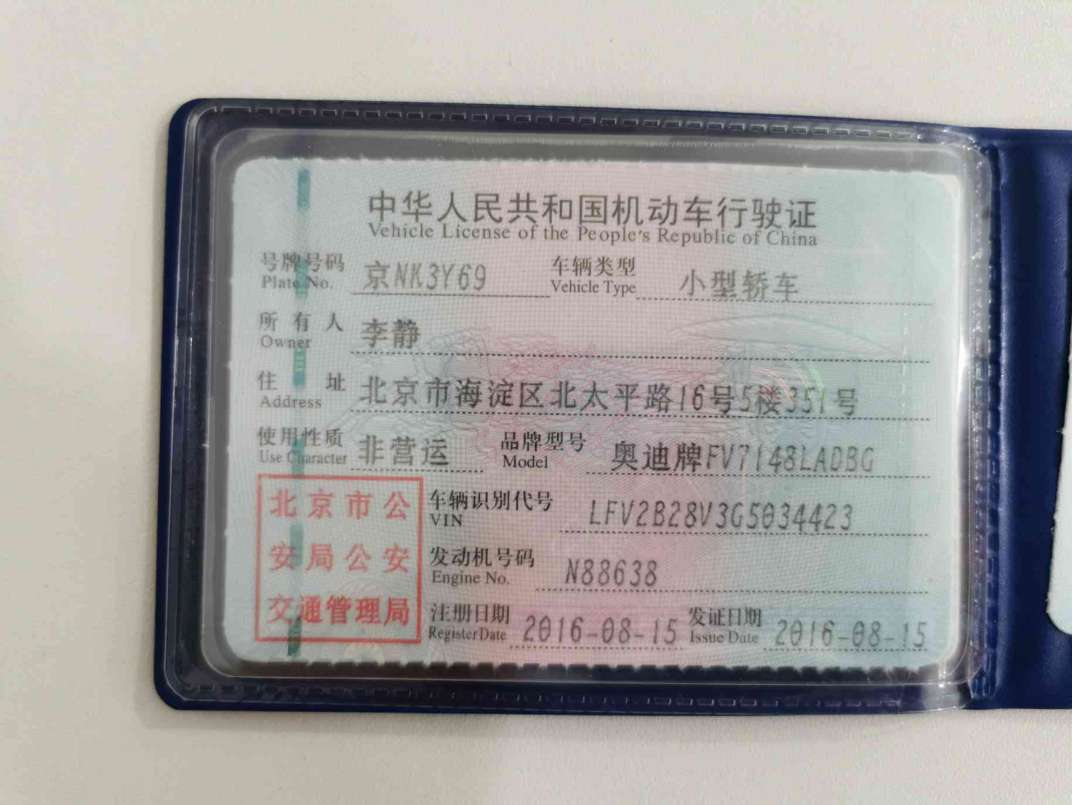 中华人民共和国机动车行驶证
Vehicle License of the People's Republic of China
号牌号码 京NK3Y69 车辆类型 小型轿车
Plate No. Vehicle Type
所有人 李静
Owner
住址 北京市海淀区北太平路16号5楼351号
Address
使用性质 非营运 品牌型号 奥迪牌FV7148LADBG
Use Character Model
北京市公安局公安交通管理局
车辆识别代号 LFV2B28V3G5034423
VIN
发动机号码 N88638
Engine No.
注册日期 2016-08-15 发证日期 2016-08-15
Register Date Issue Date